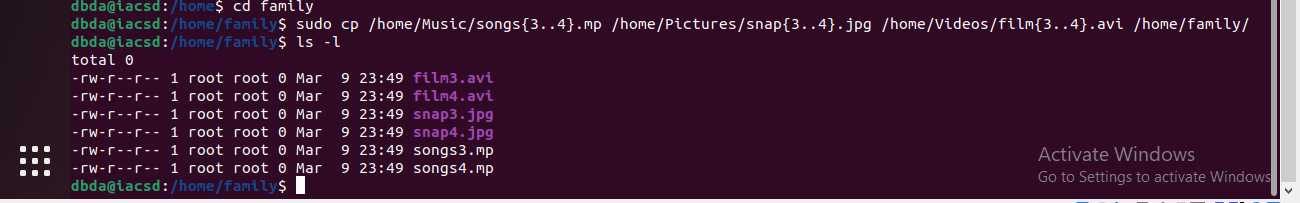 dbda@iacsd:/home$ cd family
dbda@iacsd:/home/family$ sudo cp /home/Music/songs{3..4}.mp /home/Pictures/snap{3..4}.jpg /home/Videos/film{3..4}.avi /home/family/
dbda@iacsd:/home/family$ ls -l
total 0
-rw-r--r-- 1 root root 0 Mar  9 23:49 film3.avi
-rw-r--r-- 1 root root 0 Mar  9 23:49 film4.avi
-rw-r--r-- 1 root root 0 Mar  9 23:49 snap3.jpg
-rw-r--r-- 1 root root 0 Mar  9 23:49 snap4.jpg
-rw-r--r-- 1 root root 0 Mar  9 23:49 songs3.mp
-rw-r--r-- 1 root root 0 Mar  9 23:49 songs4.mp
dbda@iacsd:/home/family$
Activate Windows
Go to Settings to activate Windows